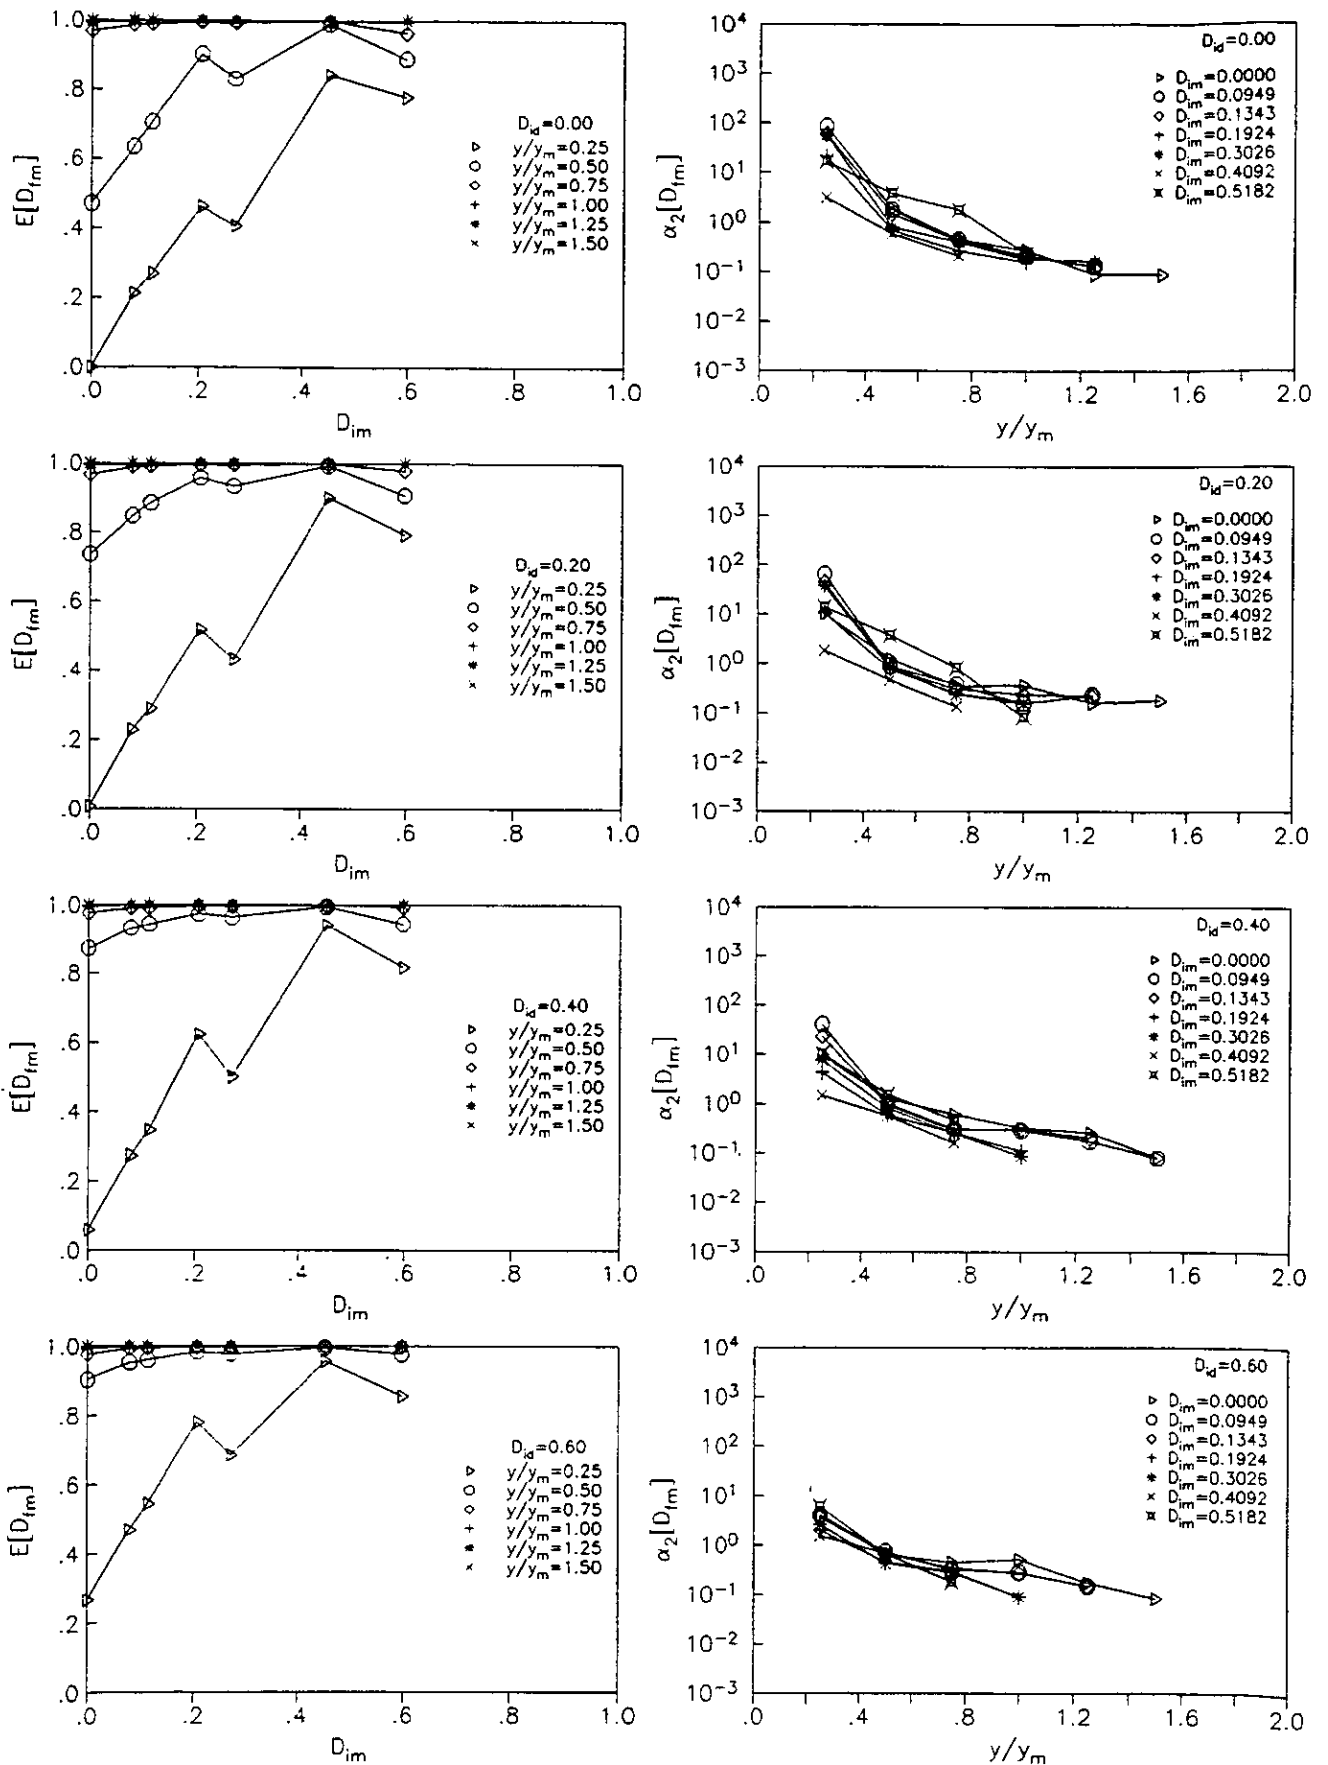 1.0
.8
.6
.4
.2
.0
E[D_fm]
.0 .2 .4 .6 .8 1.0
D_im
D_id=0.00
y/y_m=0.25
y/y_m=0.50
y/y_m=0.75
y/y_m=1.00
y/y_m=1.25
y/y_m=1.50
10^4
10^3
10^2
10^1
10^0
10^-1
10^-2
10^-3
α_2[D_fm]
.0 .4 .8 1.2 1.6 2.0
y/y_m
D_id=0.00
D_im=0.0000
D_im=0.0949
D_im=0.1343
D_im=0.1924
D_im=0.3026
D_im=0.4092
D_im=0.5182
1.0
.8
.6
.4
.2
.0
E[D_fm]
.0 .2 .4 .6 .8 1.0
D_im
D_id=0.20
y/y_m=0.25
y/y_m=0.50
y/y_m=0.75
y/y_m=1.00
y/y_m=1.25
y/y_m=1.50
10^4
10^3
10^2
10^1
10^0
10^-1
10^-2
10^-3
α_2[D_fm]
.0 .4 .8 1.2 1.6 2.0
y/y_m
D_id=0.20
D_im=0.0000
D_im=0.0949
D_im=0.1343
D_im=0.1924
D_im=0.3026
D_im=0.4092
D_im=0.5182
1.0
.8
.6
.4
.2
.0
E[D_fm]
.0 .2 .4 .6 .8 1.0
D_im
D_id=0.40
y/y_m=0.25
y/y_m=0.50
y/y_m=0.75
y/y_m=1.00
y/y_m=1.25
y/y_m=1.50
10^4
10^3
10^2
10^1
10^0
10^-1
10^-2
10^-3
α_2[D_fm]
.0 .4 .8 1.2 1.6 2.0
y/y_m
D_id=0.40
D_im=0.0000
D_im=0.0949
D_im=0.1343
D_im=0.1924
D_im=0.3026
D_im=0.4092
D_im=0.5182
1.0
.8
.6
.4
.2
.0
E[D_fm]
.0 .2 .4 .6 .8 1.0
D_im
D_id=0.60
y/y_m=0.25
y/y_m=0.50
y/y_m=0.75
y/y_m=1.00
y/y_m=1.25
y/y_m=1.50
10^4
10^3
10^2
10^1
10^0
10^-1
10^-2
10^-3
α_2[D_fm]
.0 .4 .8 1.2 1.6 2.0
y/y_m
D_id=0.60
D_im=0.0000
D_im=0.0949
D_im=0.1343
D_im=0.1924
D_im=0.3026
D_im=0.4092
D_im=0.5182